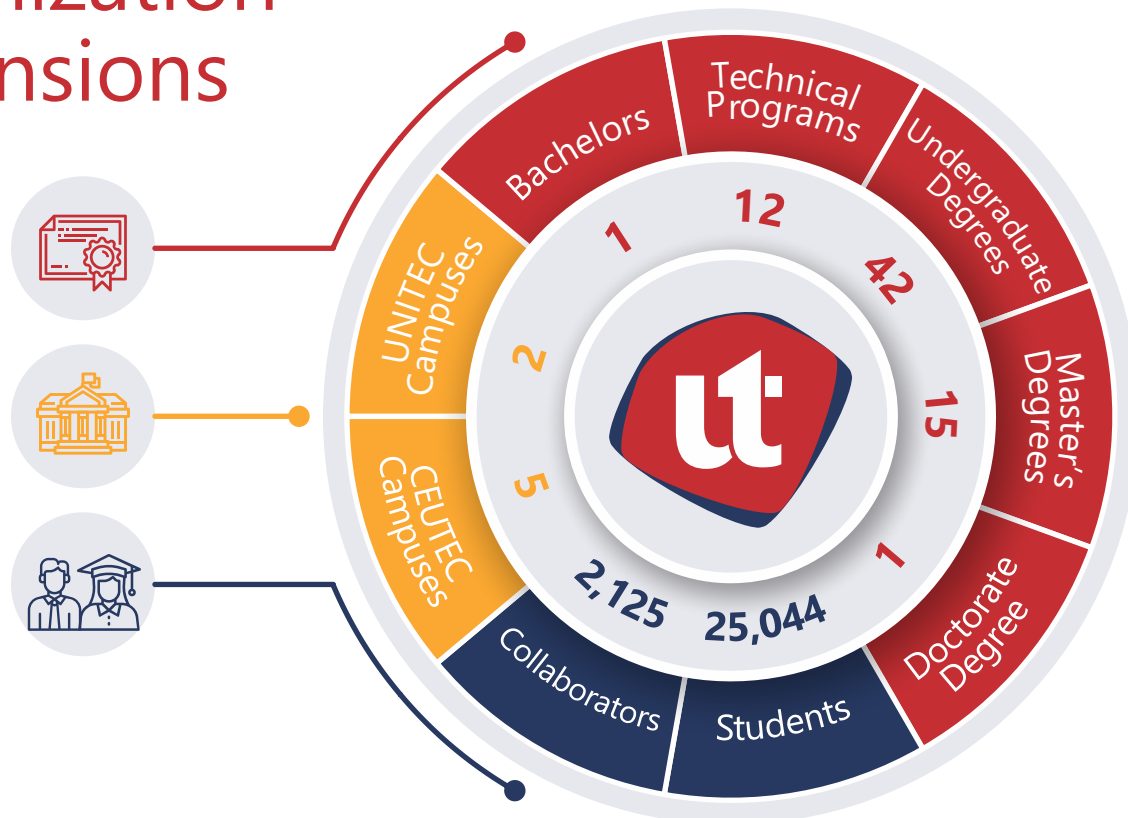 nization
nsions
Bachelors
1
Technical
Programs
12
Undergraduate
Degrees
42
Master's
Degrees
15
Doctorate
Degree
1
Students
25,044
Collaborators
2,125
CEUTEC
Campuses
5
UNITEC
Campuses
2
ut